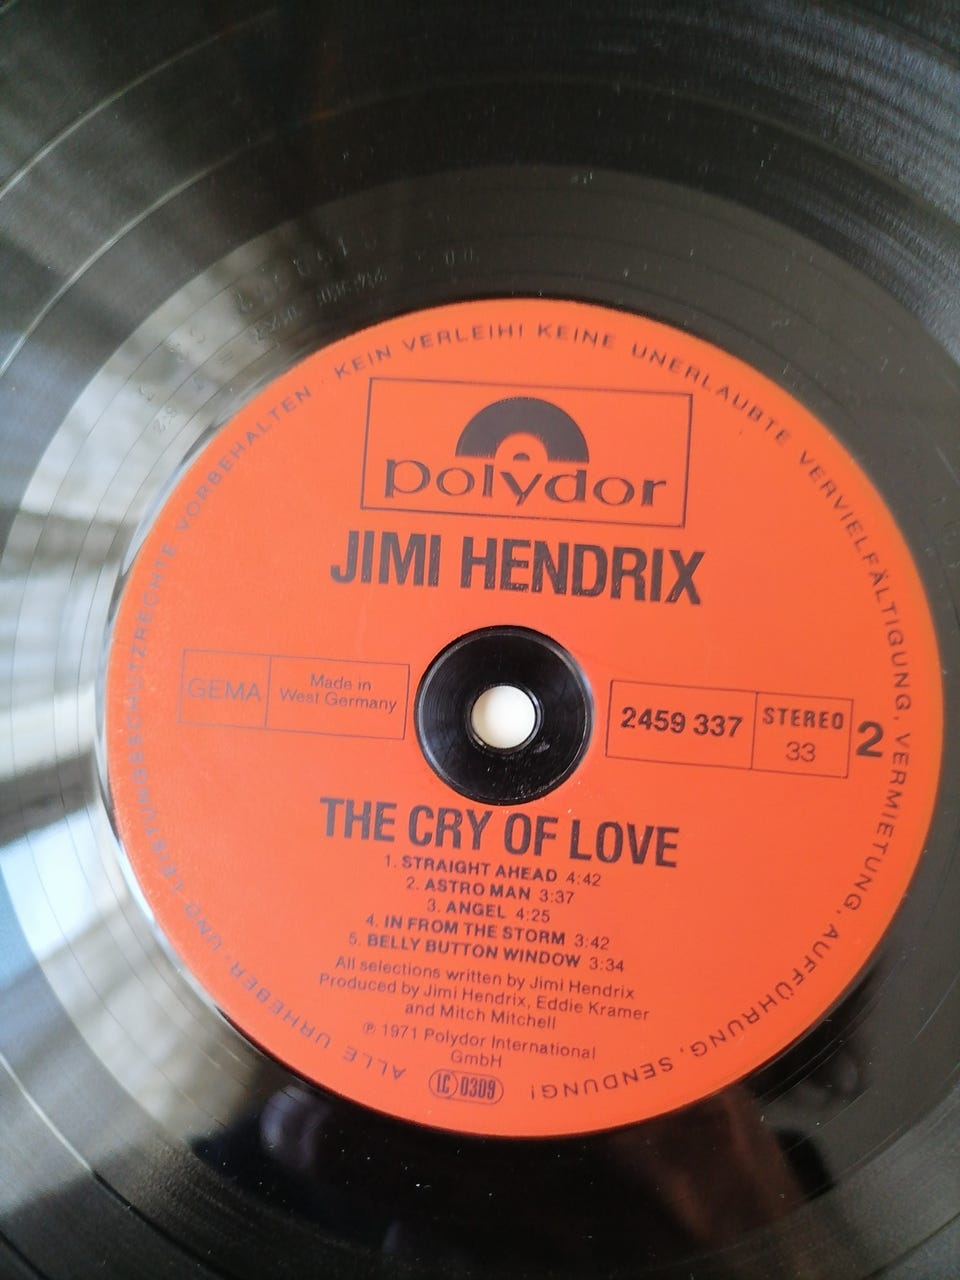 ALLE URHEBER- UND LEISTUNGSSCHUTZRECHTE VORBEHALTEN · KEIN VERLEIH! KEINE UNERLAUBTE VERVIELFÄLTIGUNG, VERMIETUNG, AUFFÜHRUNG, SENDUNG!
polydor
JIMI HENDRIX
GEMA
Made in
West Germany
2459 337
STEREO
33
2
THE CRY OF LOVE
1. STRAIGHT AHEAD 4:42
2. ASTRO MAN 3:37
3. ANGEL 4:25
4. IN FROM THE STORM 3:42
5. BELLY BUTTON WINDOW 3:34
All selections written by Jimi Hendrix
Produced by Jimi Hendrix, Eddie Kramer
and Mitch Mitchell
℗ 1971 Polydor International
GmbH
LC 0309